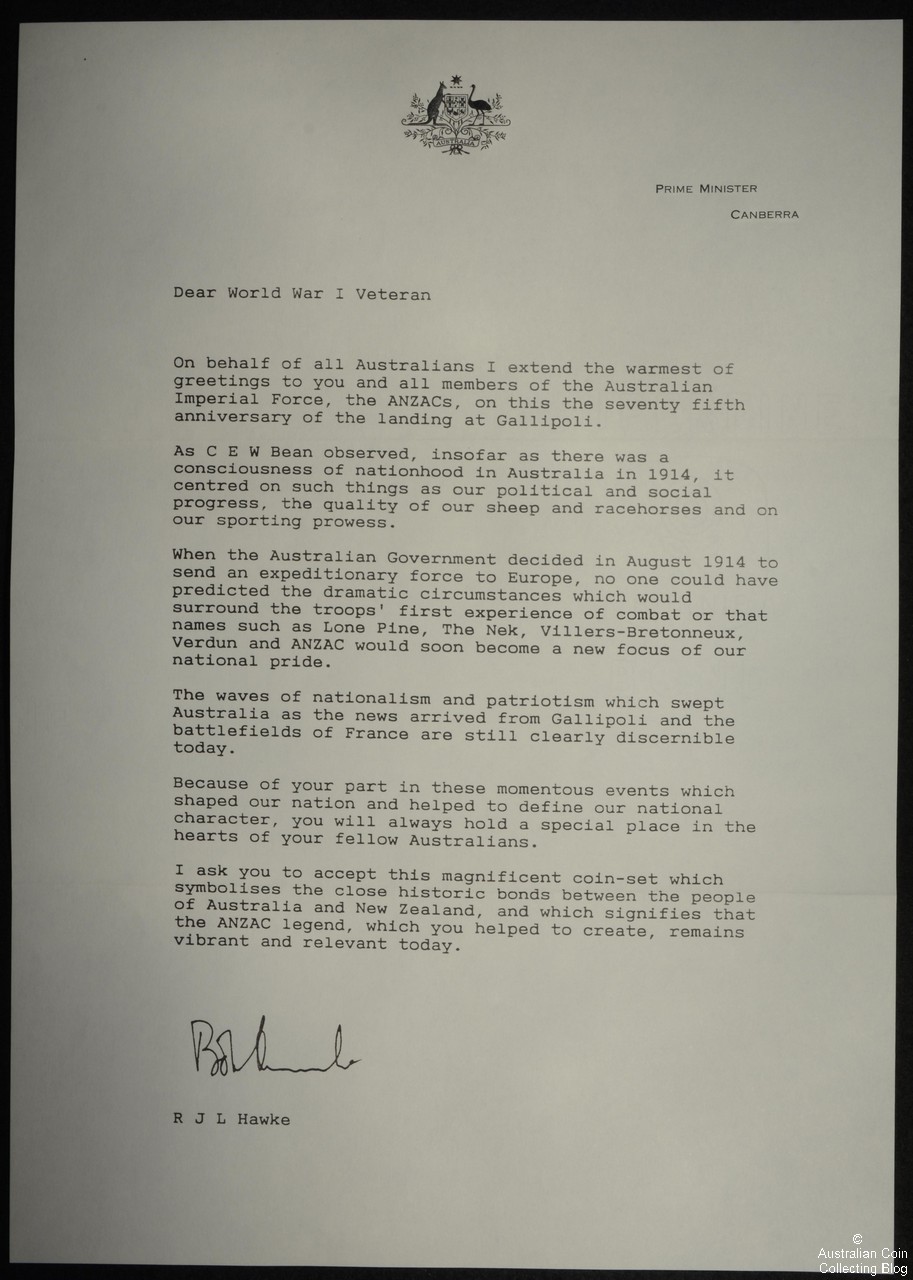 AUSTRALIA
PRIME MINISTER
CANBERRA
Dear World War I Veteran
On behalf of all Australians I extend the warmest of
greetings to you and all members of the Australian
Imperial Force, the ANZACs, on this the seventy fifth
anniversary of the landing at Gallipoli.
As C E W Bean observed, insofar as there was a
consciousness of nationhood in Australia in 1914, it
centred on such things as our political and social
progress, the quality of our sheep and racehorses and on
our sporting prowess.
When the Australian Government decided in August 1914 to
send an expeditionary force to Europe, no one could have
predicted the dramatic circumstances which would
surround the troops' first experience of combat or that
names such as Lone Pine, The Nek, Villers-Bretonneux,
Verdun and ANZAC would soon become a new focus of our
national pride.
The waves of nationalism and patriotism which swept
Australia as the news arrived from Gallipoli and the
battlefields of France are still clearly discernible
today.
Because of your part in these momentous events which
shaped our nation and helped to define our national
character, you will always hold a special place in the
hearts of your fellow Australians.
I ask you to accept this magnificent coin-set which
symbolises the close historic bonds between the people
of Australia and New Zealand, and which signifies that
the ANZAC legend, which you helped to create, remains
vibrant and relevant today.
Bob Hawke
R J L Hawke
©
Australian Coin
Collecting Blog